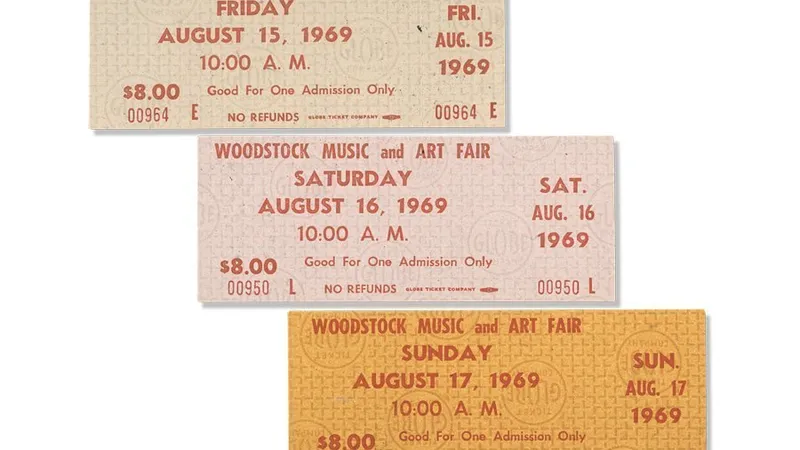 FRIDAY
AUGUST 15, 1969
10:00 A. M.
$8.00 Good For One Admission Only
00964 E NO REFUNDS GLOBE TICKET COMPANY
FRI.
AUG. 15
1969
00964 E
WOODSTOCK MUSIC and ART FAIR
SATURDAY
AUGUST 16, 1969
10:00 A. M.
$8.00 Good For One Admission Only
00950 L NO REFUNDS GLOBE TICKET COMPANY
SAT.
AUG. 16
1969
00950 L
GLOBE
WOODSTOCK MUSIC and ART FAIR
SUNDAY
AUGUST 17, 1969
10:00 A. M.
$8.00 Good For One Admission Only
SUN.
AUG. 17
1969
GLOBE
TICKET